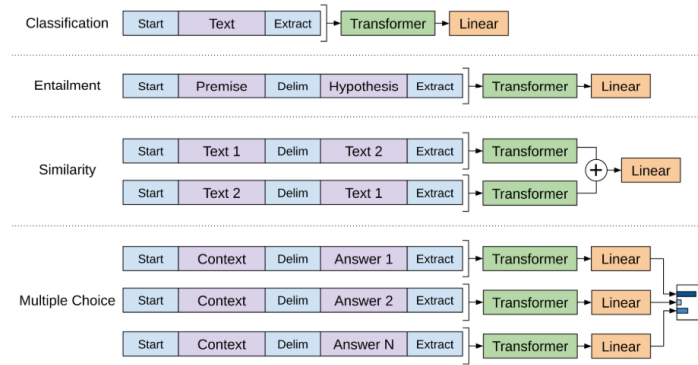 Classification Start Text Extract Transformer Linear
Entailment Start Premise Delim Hypothesis Extract Transformer Linear
Similarity
Start Text 1 Delim Text 2 Extract Transformer
+ Linear
Start Text 2 Delim Text 1 Extract Transformer
Start Context Delim Answer 1 Extract Transformer Linear
Multiple Choice Start Context Delim Answer 2 Extract Transformer Linear
Start Context Delim Answer N Extract Transformer Linear